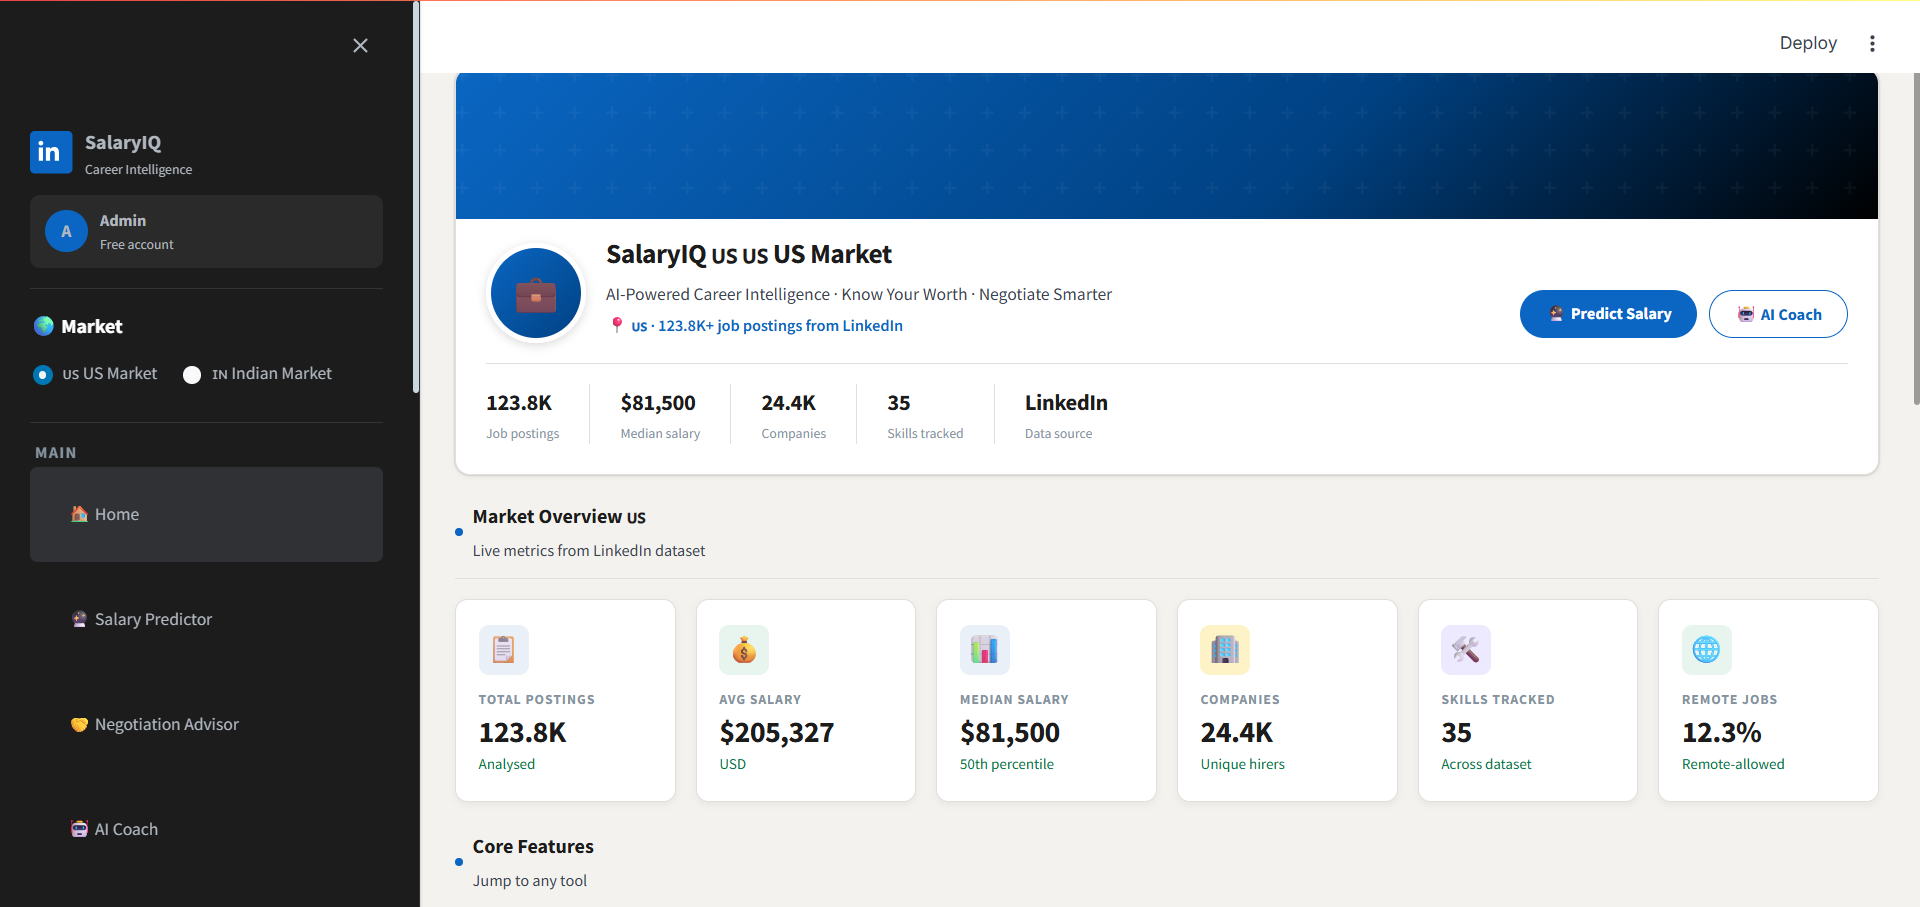 Deploy
in
SalaryIQ
Career Intelligence
A
Admin
Free account
Market
US US Market
IN Indian Market
MAIN
Home
Salary Predictor
Negotiation Advisor
AI Coach
SalaryIQ US US US Market
AI-Powered Career Intelligence · Know Your Worth · Negotiate Smarter
US · 123.8K+ job postings from LinkedIn
Predict Salary
AI Coach
123.8K
Job postings
$81,500
Median salary
24.4K
Companies
35
Skills tracked
LinkedIn
Data source
Market Overview US
Live metrics from LinkedIn dataset
TOTAL POSTINGS
123.8K
Analysed
AVG SALARY
$205,327
USD
MEDIAN SALARY
$81,500
50th percentile
COMPANIES
24.4K
Unique hirers
SKILLS TRACKED
35
Across dataset
REMOTE JOBS
12.3%
Remote-allowed
Core Features
Jump to any tool